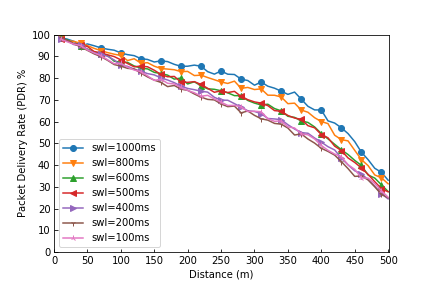 100
90
80
70
60
50
40
30
20
10
0
Packet Delivery Rate (PDR) %
swl=1000ms
swl=800ms
swl=600ms
swl=500ms
swl=400ms
swl=200ms
swl=100ms
0 50 100 150 200 250 300 350 400 450 500
Distance (m)